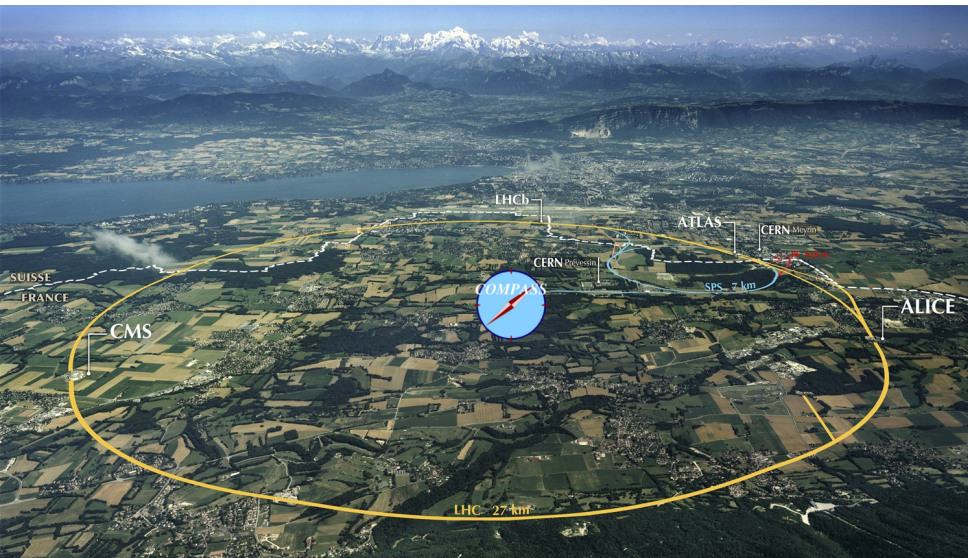 LHCb
ATLAS
CERN Meyrin
CERN Prévessin
SUISSE
FRANCE
COMPASS
SPS 7 km
ALICE
CMS
LHC 27 km